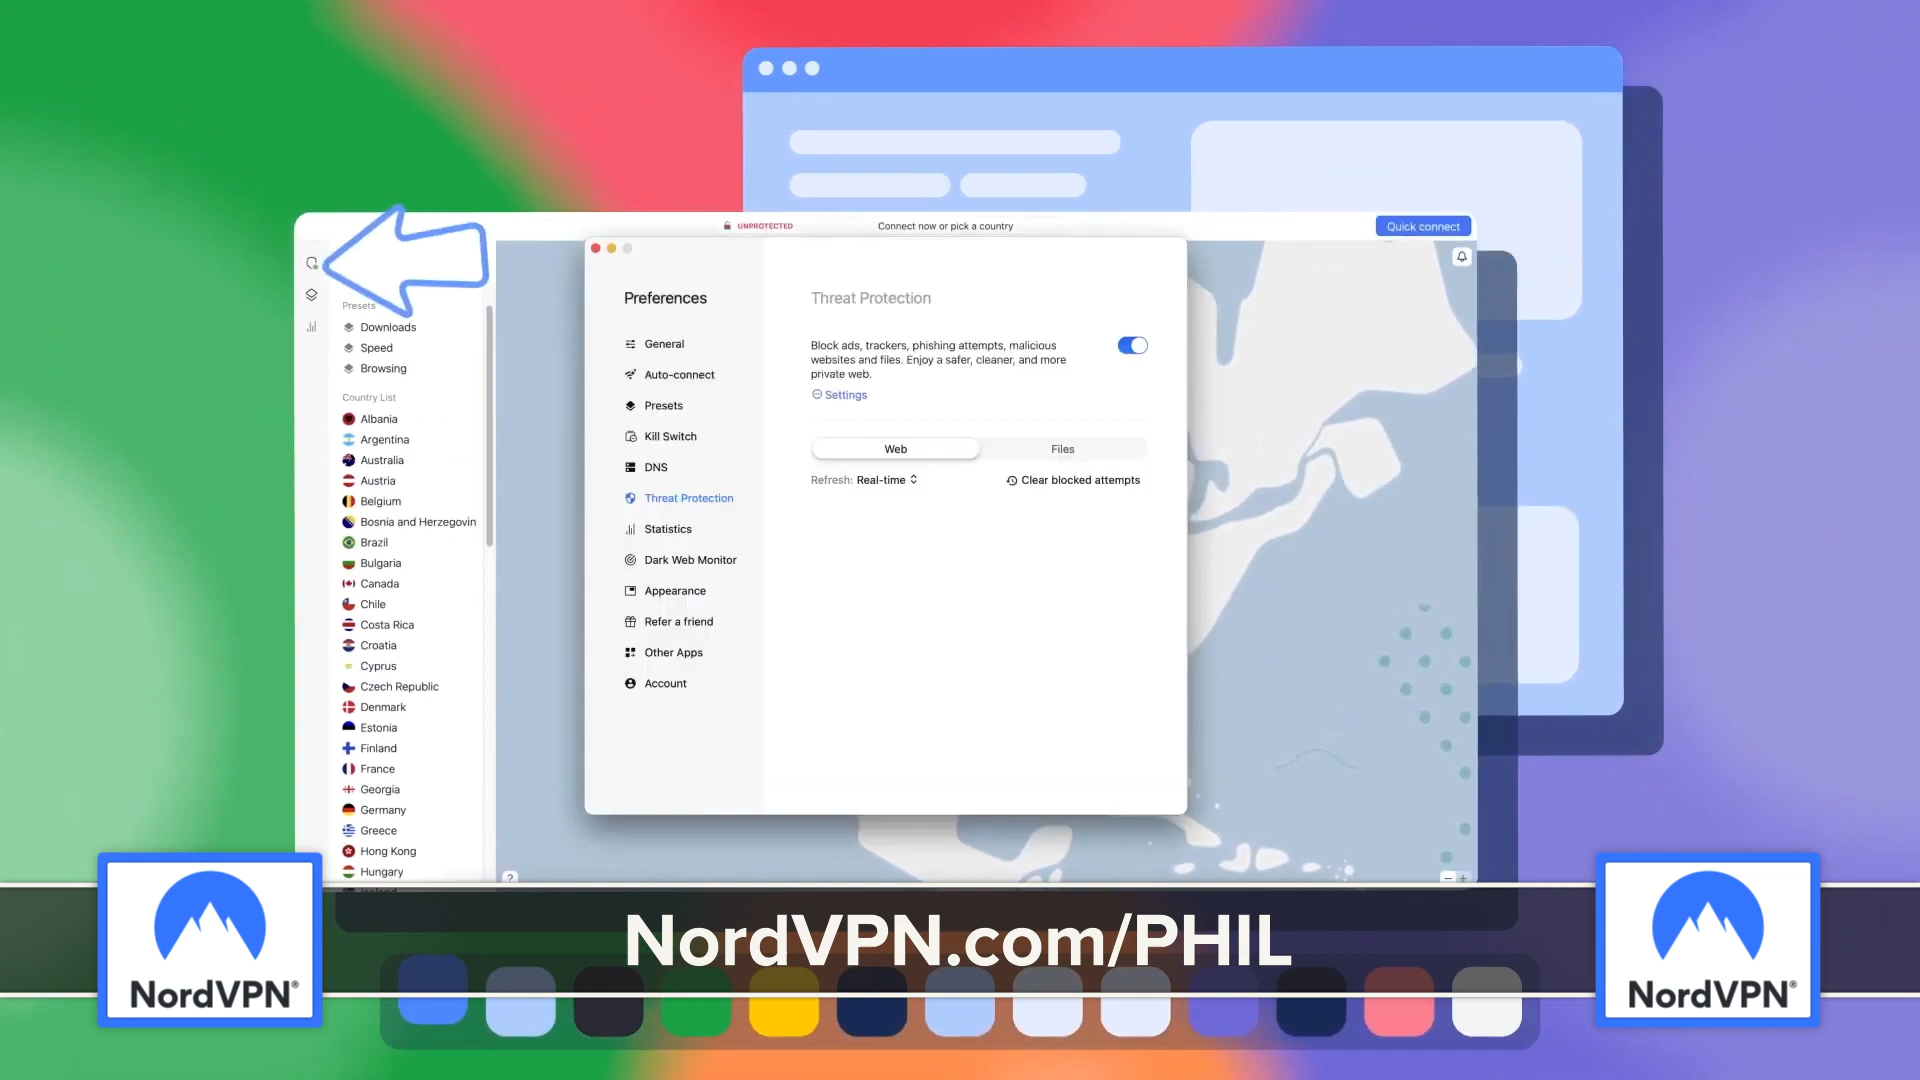 UNPROTECTED
Connect now or pick a country
Quick connect
Presets
Downloads
Speed
Browsing
Country List
Albania
Argentina
Australia
Austria
Belgium
Bosnia and Herzegovin
Brazil
Bulgaria
Canada
Chile
Costa Rica
Croatia
Cyprus
Czech Republic
Denmark
Estonia
Finland
France
Georgia
Germany
Greece
Hong Kong
Hungary
Preferences
General
Auto-connect
Presets
Kill Switch
DNS
Threat Protection
Statistics
Dark Web Monitor
Appearance
Refer a friend
Other Apps
Account
Threat Protection
Block ads, trackers, phishing attempts, malicious
websites and files. Enjoy a safer, cleaner, and more
private web.
Settings
Web
Files
Refresh: Real-time
Clear blocked attempts
?
NordVPN®
NordVPN.com/PHIL
NordVPN®